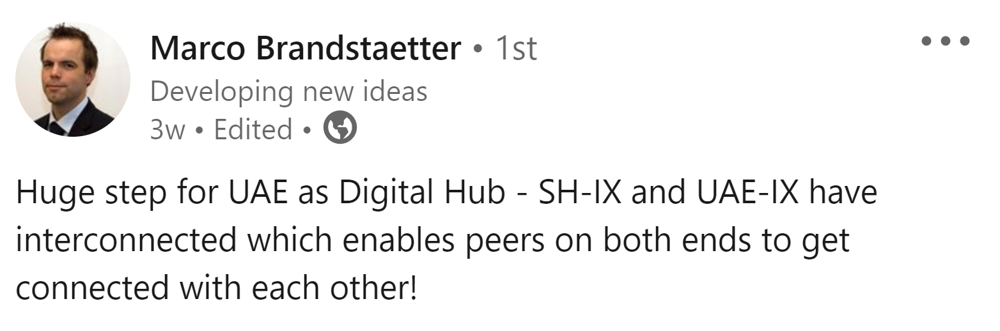 Marco Brandstaetter • 1st
Developing new ideas
3w • Edited •
Huge step for UAE as Digital Hub - SH-IX and UAE-IX have
interconnected which enables peers on both ends to get
connected with each other!